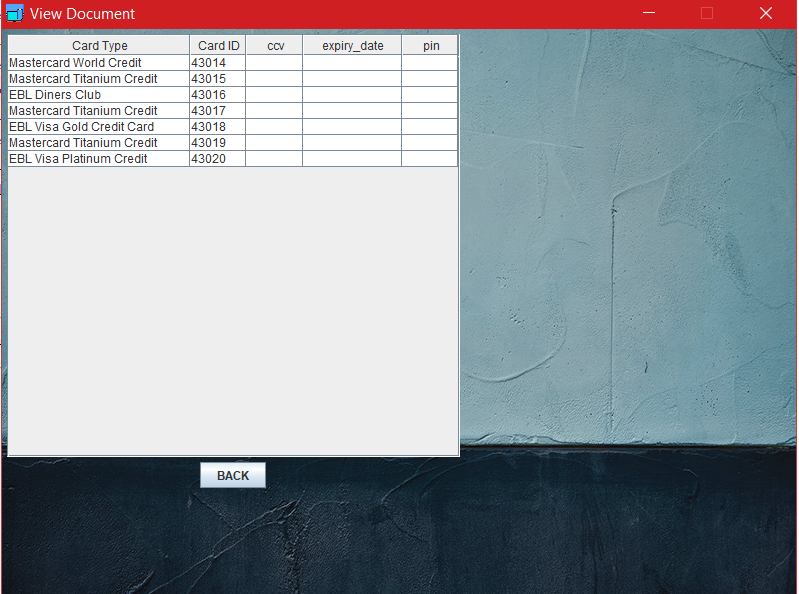 View Document
Card Type Card ID ccv expiry_date pin
Mastercard World Credit 43014
Mastercard Titanium Credit 43015
EBL Diners Club 43016
Mastercard Titanium Credit 43017
EBL Visa Gold Credit Card 43018
Mastercard Titanium Credit 43019
EBL Visa Platinum Credit 43020
BACK